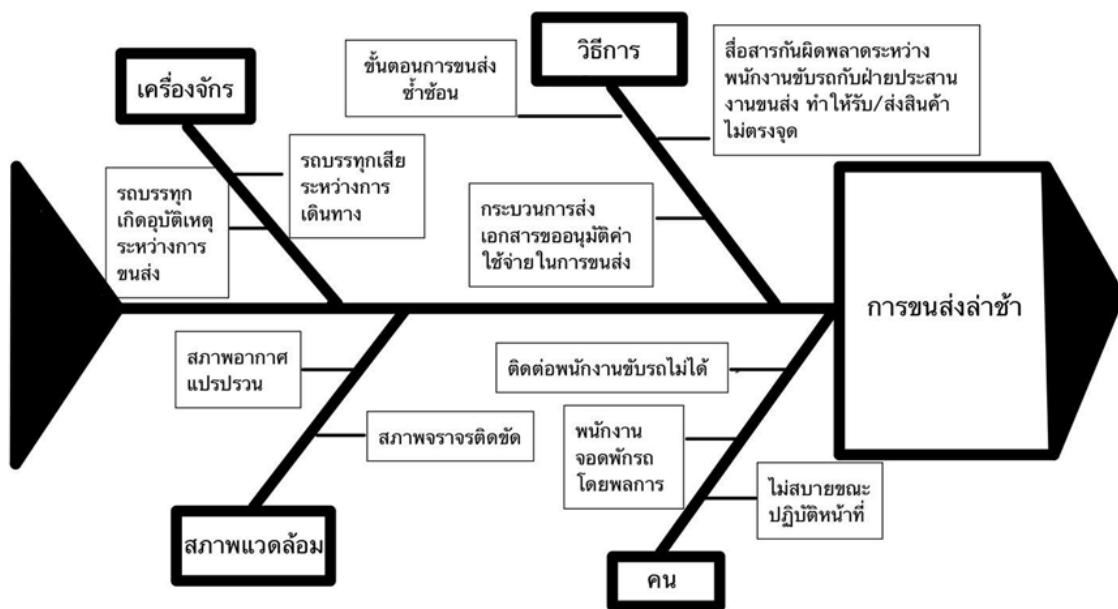 เครื่องจักร
รถบรรทุกเสีย
ระหว่างการ
เดินทาง
รถบรรทุก
เกิดอุบัติเหตุ
ระหว่างการ
ขนส่ง
วิธีการ
ขั้นตอนการขนส่ง
ซ้ำซ้อน
สื่อสารกันผิดพลาดระหว่าง
พนักงานขับรถกับฝ่ายประสาน
งานขนส่ง ทำให้รับ/ส่งสินค้า
ไม่ตรงจุด
กระบวนการส่ง
เอกสารขออนุมัติค่า
ใช้จ่ายในการขนส่ง
การขนส่งล่าช้า
สภาพอากาศ
แปรปรวน
สภาพจราจรติดขัด
สภาพแวดล้อม
ติดต่อพนักงานขับรถไม่ได้
พนักงาน
จอดพักรถ
โดยพลการ
ไม่สบายขณะ
ปฏิบัติหน้าที่
คน